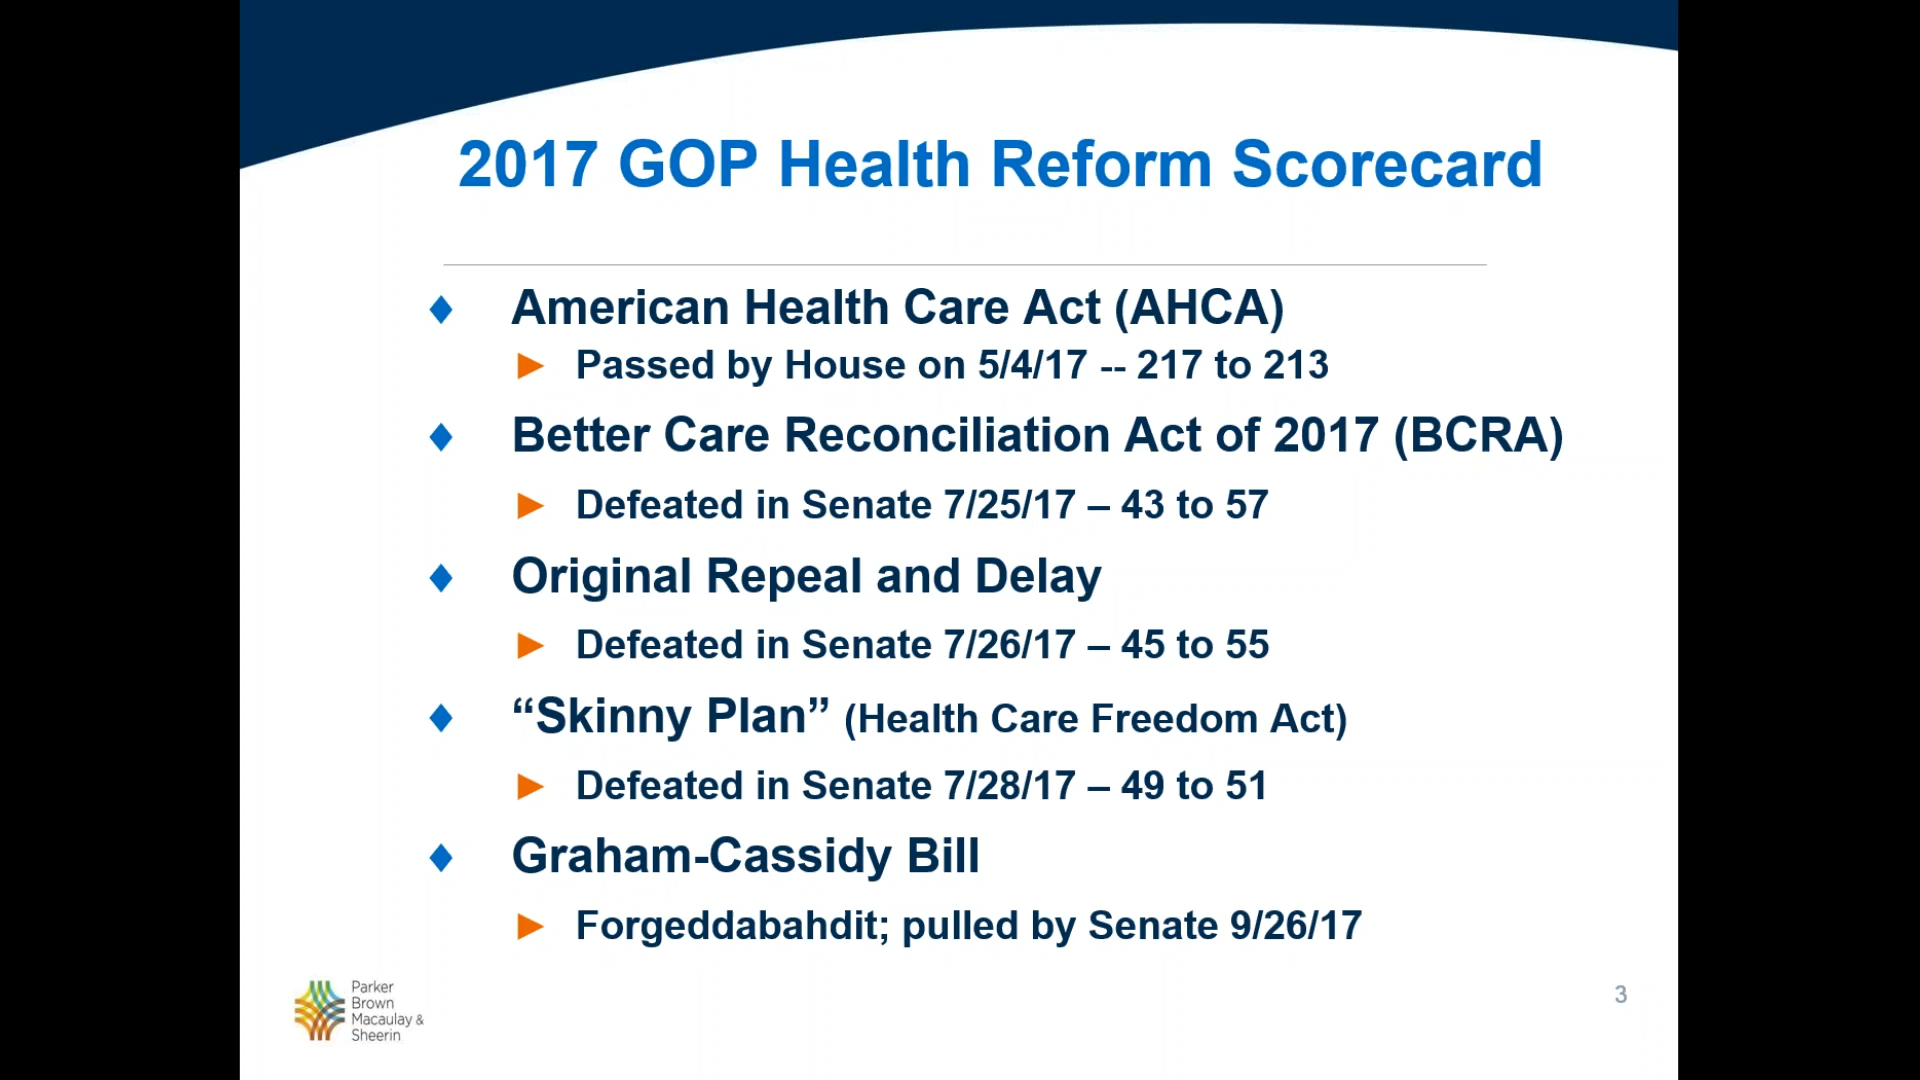 2017 GOP Health Reform Scorecard
American Health Care Act (AHCA)
Passed by House on 5/4/17 -- 217 to 213
Better Care Reconciliation Act of 2017 (BCRA)
Defeated in Senate 7/25/17 – 43 to 57
Original Repeal and Delay
Defeated in Senate 7/26/17 – 45 to 55
“Skinny Plan” (Health Care Freedom Act)
Defeated in Senate 7/28/17 – 49 to 51
Graham-Cassidy Bill
Forgeddabahdit; pulled by Senate 9/26/17
Parker
Brown
Macaulay &
Sheerin
3